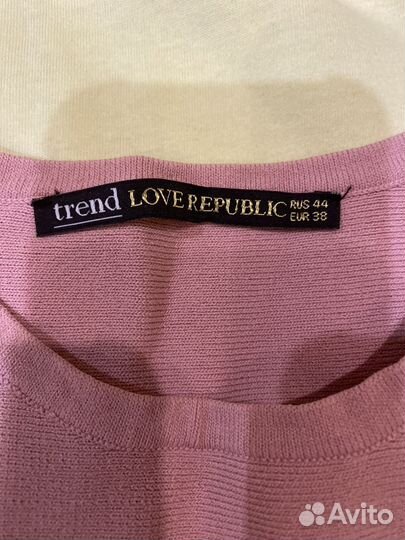 trend LOVE REPUBLIC RUS 44
EUR 38
Avito